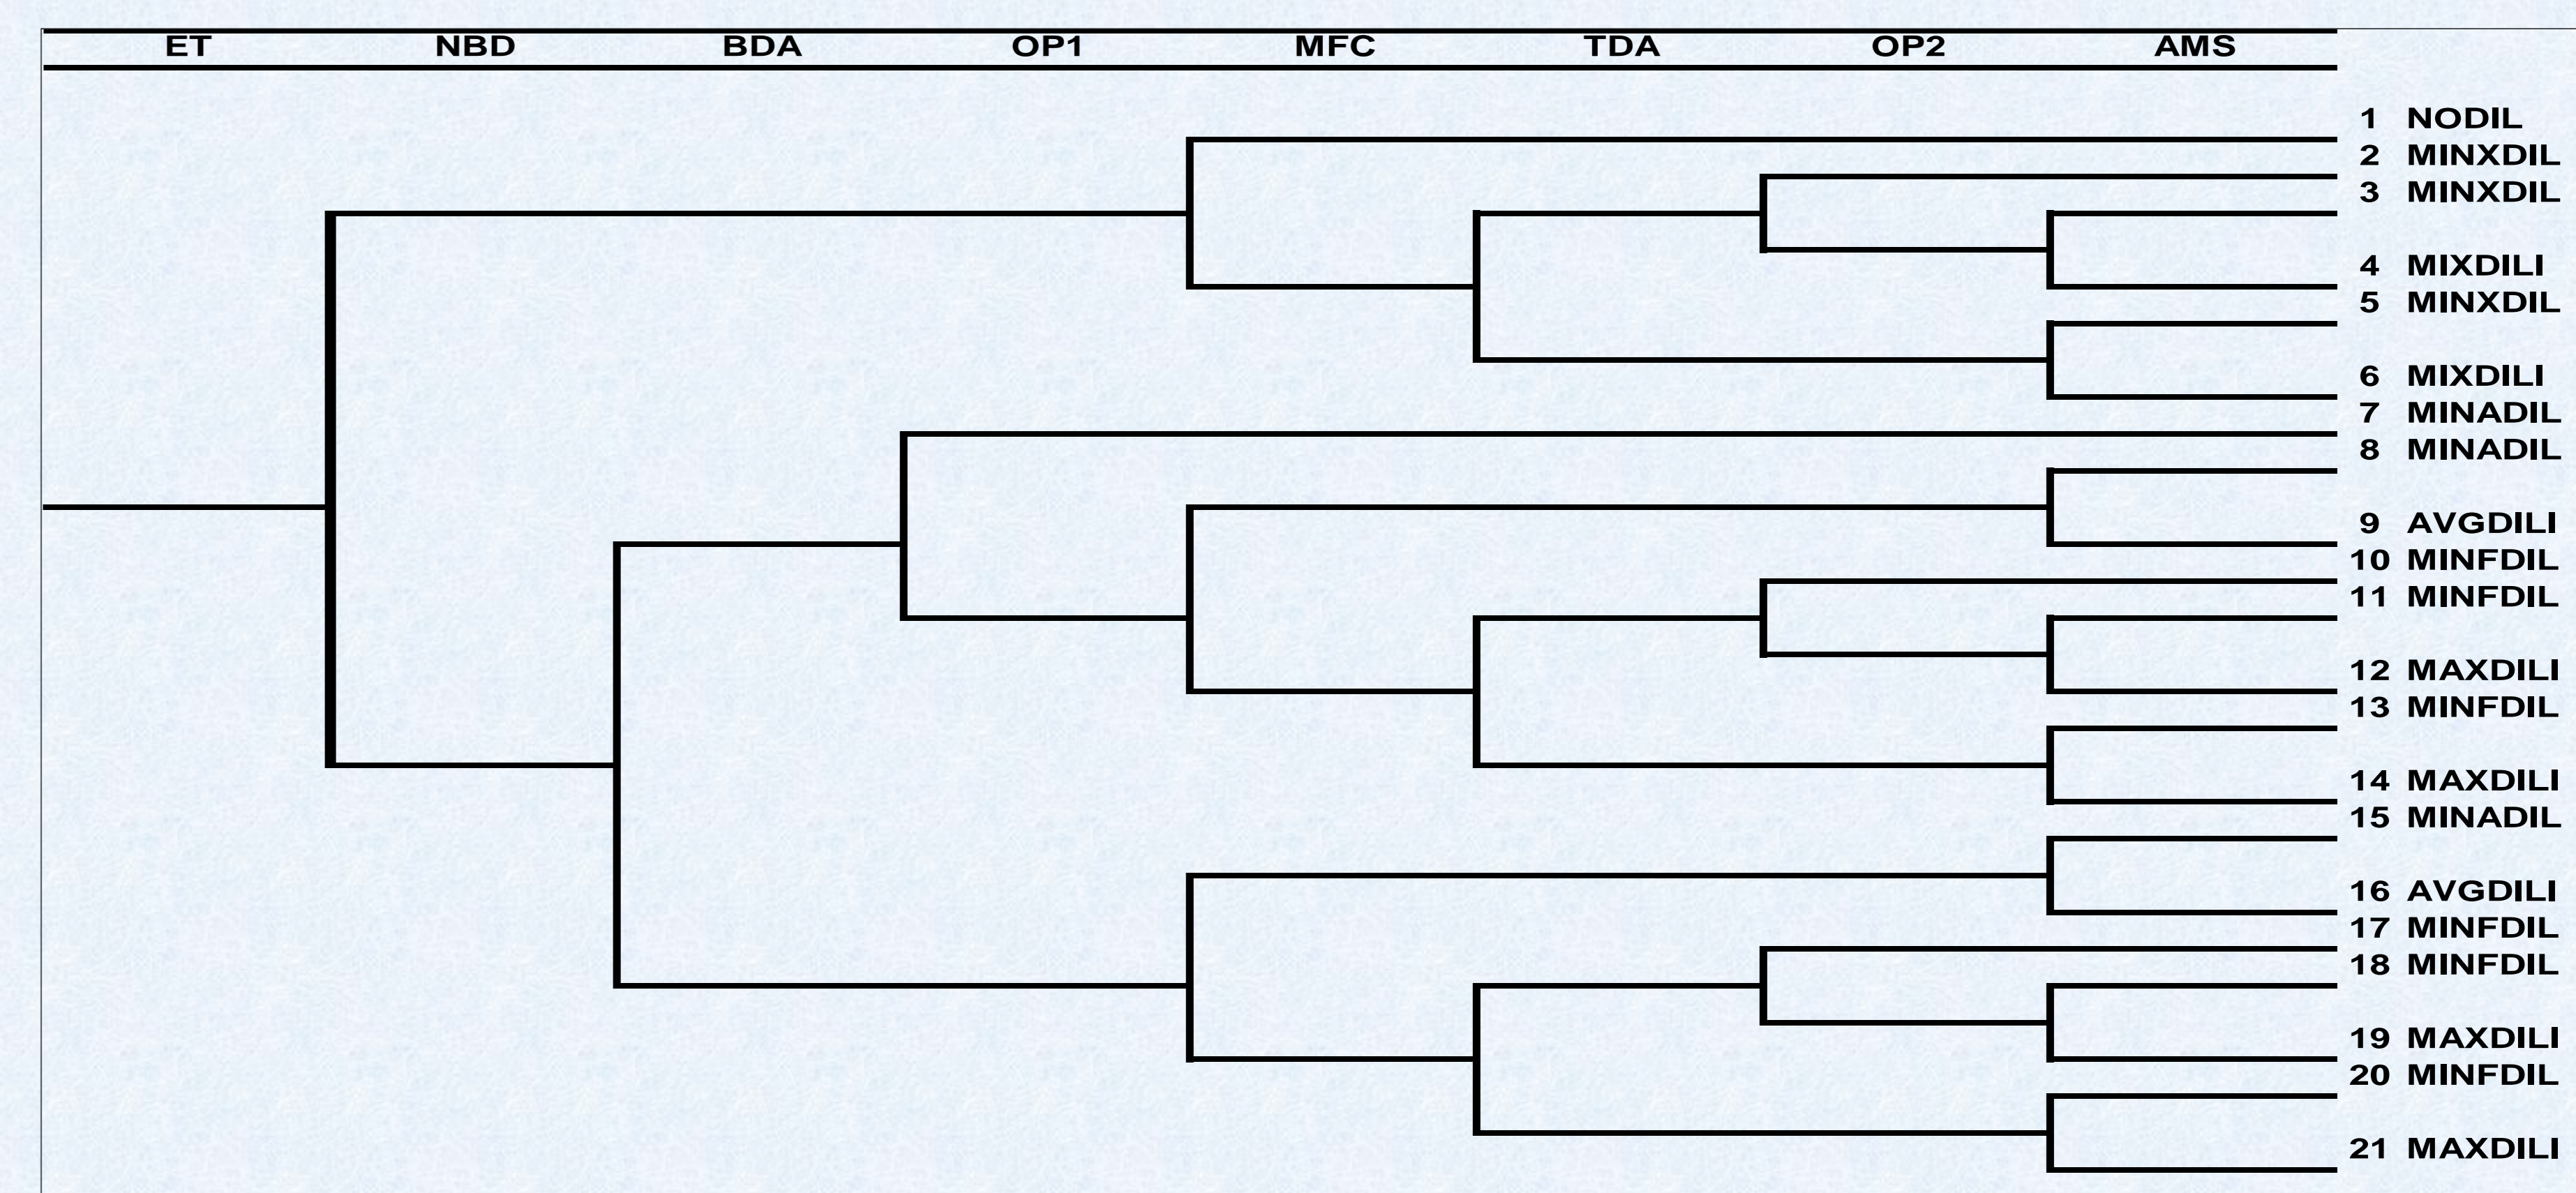 ET NBD BDA OP1 MFC TDA OP2 AMS
1 NODIL
2 MINXDIL
3 MINXDIL
4 MIXDILI
5 MINXDIL
6 MIXDILI
7 MINADIL
8 MINADIL
9 AVGDILI
10 MINFDIL
11 MINFDIL
12 MAXDILI
13 MINFDIL
14 MAXDILI
15 MINADIL
16 AVGDILI
17 MINFDIL
18 MINFDIL
19 MAXDILI
20 MINFDIL
21 MAXDILI